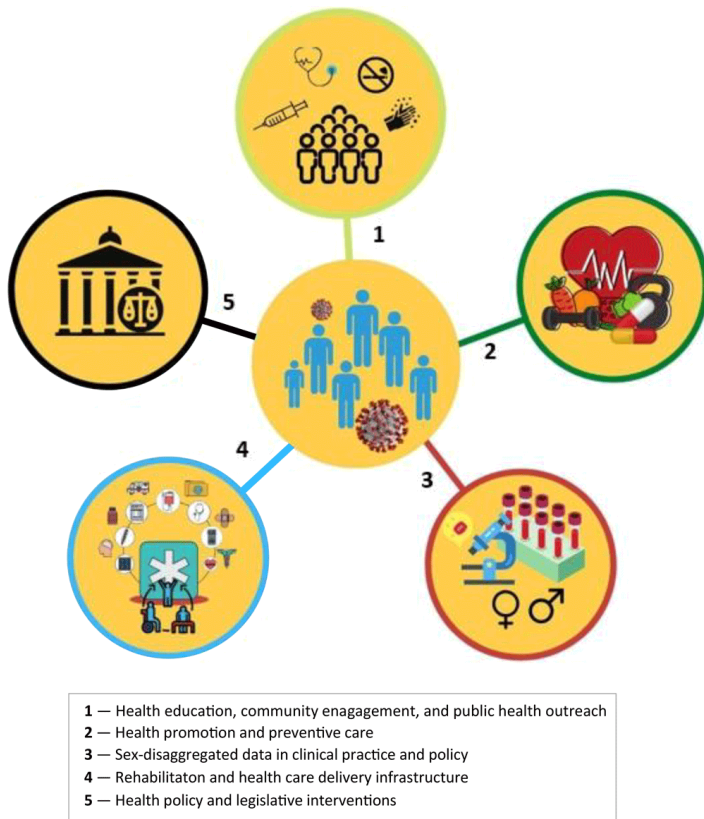 1
2
3
4
5
1 — Health education, community enagagement, and public health outreach
2 — Health promotion and preventive care
3 — Sex-disaggregated data in clinical practice and policy
4 — Rehabilitaton and health care delivery infrastructure
5 — Health policy and legislative interventions